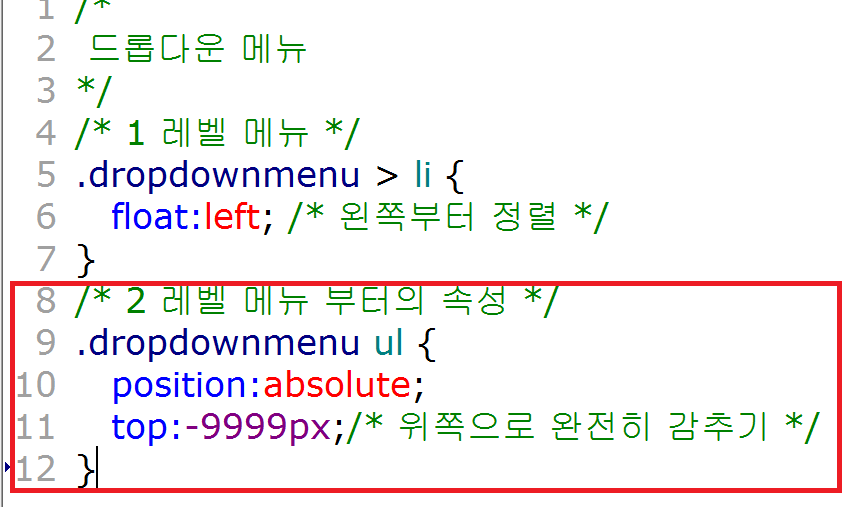 1 /*
2 드롭다운 메뉴
3 */
4 /* 1 레벨 메뉴 */
5 .dropdownmenu > li {
6 float:left; /* 왼쪽부터 정렬 */
7 }
8 /* 2 레벨 메뉴 부터의 속성 */
9 .dropdownmenu ul {
10 position:absolute;
11 top:-9999px;/* 위쪽으로 완전히 감추기 */
12 }